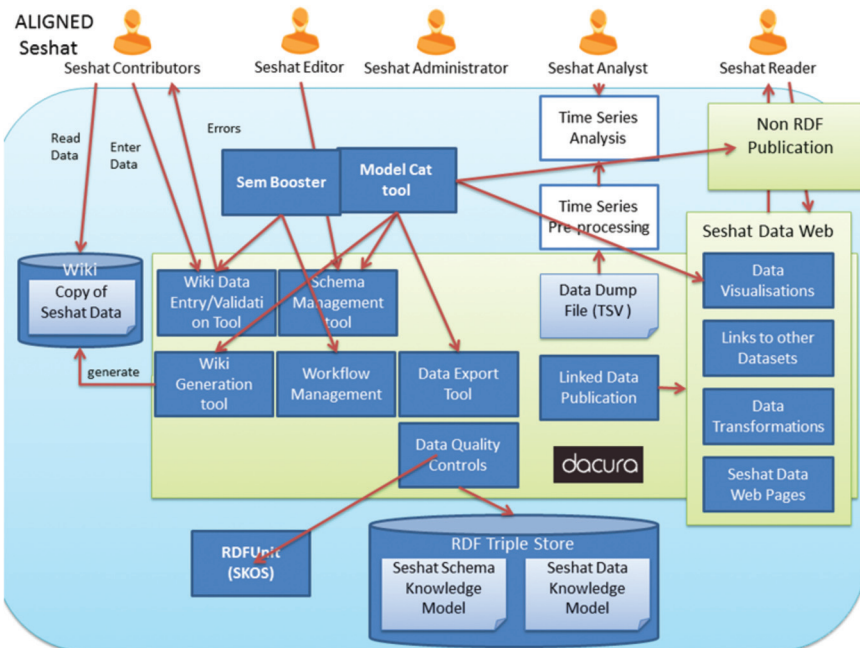 ALIGNED
Seshat
Seshat Contributors
Seshat Editor
Seshat Administrator
Seshat Analyst
Seshat Reader
Read
Data
Enter
Data
Errors
Time Series
Analysis
Non RDF
Publication
Sem Booster
Model Cat
tool
Time Series
Pre-processing
Seshat Data Web
Wiki
Copy of
Seshat Data
Wiki Data
Entry/Validati
on Tool
Schema
Management
tool
Data Dump
File (TSV)
Data
Visualisations
Links to other
Datasets
generate
Wiki
Generation
tool
Workflow
Management
Data Export
Tool
Linked Data
Publication
Data
Transformations
Data Quality
Controls
dacura
Seshat Data
Web Pages
RDFUnit
(SKOS)
RDF Triple Store
Seshat Schema
Knowledge
Model
Seshat Data
Knowledge
Model